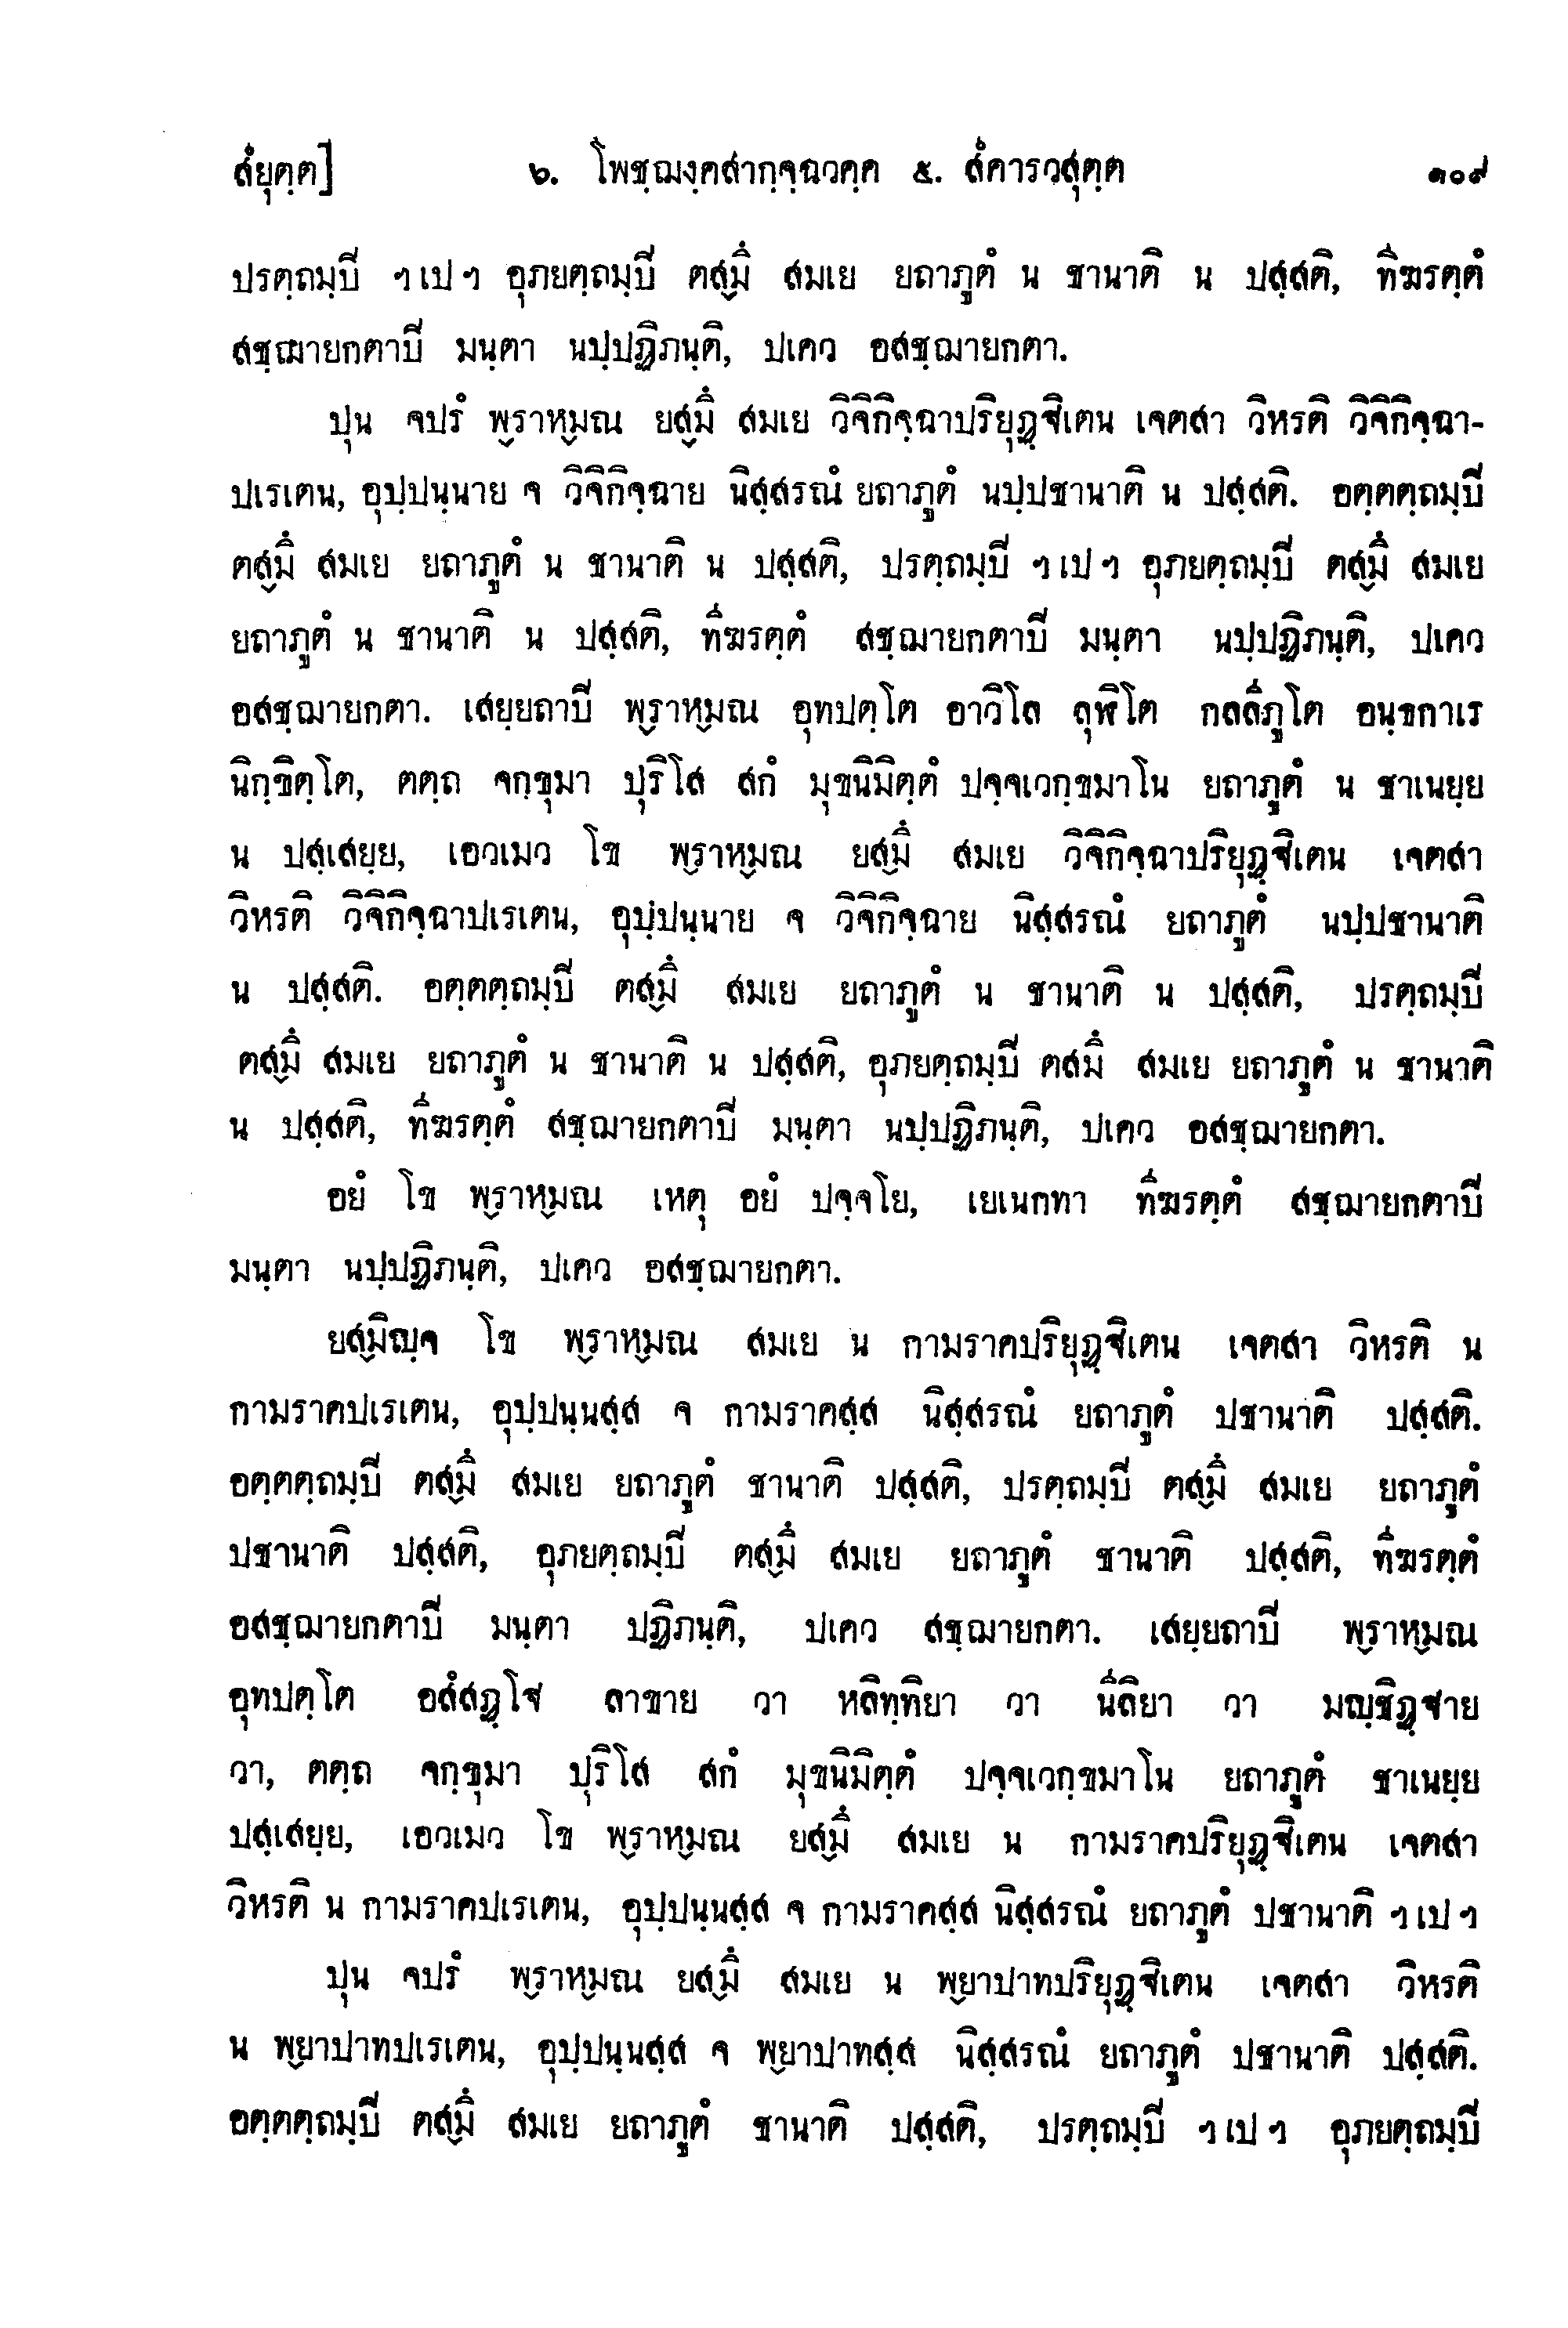 สํยุตฺต]	๖. โพชฺฌงฺคสากจฺฉวคฺค ๕. สํคารวสุตฺต	๑๐๙
ปรตฺถมฺปิ ฯ เป ฯ อุภยตฺถมฺปิ ตสฺมึ สมเย ยถาภูตํ น ชานาติ น ปสฺสติ, ทีฆรตฺตํ
สชฺฌายกตาปิ มนฺตา นปฺปฏิภนฺติ, ปเคว อสชฺฌายกตา.
ปุน จปรํ พฺราหฺมณ ยสฺมึ สมเย วิจิกิจฺฉาปริยุฏฺฐิเตน เจตสา วิหรติ วิจิกิจฺฉา-
ปเรเตน, อุปฺปนฺนาย จ วิจิกิจฺฉาย นิสฺสรณํ ยถาภูตํ นปฺปชานาติ น ปสฺสติ. อตฺตตฺถมฺปิ
ตสฺมึ สมเย ยถาภูตํ น ชานาติ น ปสฺสติ, ปรตฺถมฺปิ ฯ เป ฯ อุภยตฺถมฺปิ ตสฺมึ สมเย
ยถาภูตํ น ชานาติ น ปสฺสติ, ทีฆรตฺตํ สชฺฌายกตาปิ มนฺตา นปฺปฏิภนฺติ, ปเคว
อสชฺฌายกตา. เสยฺยถาปิ พฺราหฺมณ อุทปตฺโต อาวิโล ลุฬิโต กลลีภูโต อนฺธกาเร
นิกฺขิตฺโต, ตตฺถ จกฺขุมา ปุริโส สกํ มุขนิมิตฺตํ ปจฺจเวกฺขมาโน ยถาภูตํ น ชาเนยฺย
น ปสฺเสยฺย, เอวเมว โข พฺราหฺมณ ยสฺมึ สมเย วิจิกิจฺฉาปริยุฏฺฐิเตน เจตสา
วิหรติ วิจิกิจฺฉาปเรเตน, อุปฺปนฺนาย จ วิจิกิจฺฉาย นิสฺสรณํ ยถาภูตํ นปฺปชานาติ
น ปสฺสติ. อตฺตตฺถมฺปิ ตสฺมึ สมเย ยถาภูตํ น ชานาติ น ปสฺสติ, ปรตฺถมฺปิ
ตสฺมึ สมเย ยถาภูตํ น ชานาติ น ปสฺสติ, อุภยตฺถมฺปิ ตสมึ สมเย ยถาภูตํ น ชานาติ
น ปสฺสติ, ทีฆรตฺตํ สชฺฌายกตาปิ มนฺตา นปฺปฏิภนฺติ, ปเคว อสชฺฌายกตา.
อยํ โข พฺราหฺมณ เหตุ อยํ ปจฺจโย, เยเนกทา ทีฆรตฺตํ สชฺฌายกตาปิ
มนฺตา นปฺปฏิภนฺติ, ปเคว อสชฺฌายกตา.
ยสฺมิญฺจ โข พฺราหฺมณ สมเย น กามราคปริยุฏฺฐิเตน เจตสา วิหรติ น
กามราคปเรเตน, อุปฺปนฺนสฺส จ กามราคสฺส นิสฺสรณํ ยถาภูตํ ปชานาติ ปสฺสติ.
อตฺตตฺถมฺปิ ตสฺมึ สมเย ยถาภูตํ ชานาติ ปสฺสติ, ปรตฺถมฺปิ ตสฺมึ สมเย ยถาภูตํ
ปชานาติ ปสฺสติ, อุภยตฺถมฺปิ ตสฺมึ สมเย ยถาภูตํ ชานาติ ปสฺสติ, ทีฆรตฺตํ
อสชฺฌายกตาปิ มนฺตา ปฏิภนฺติ, ปเคว สชฺฌายกตา. เสยฺยถาปิ พฺราหฺมณ
อุทปตฺโต อสํสฏฺโฐ ลาขาย วา หลิทฺทิยา วา นีลิยา วา มญฺชิฏฺฐาย
วา, ตตฺถ จกฺขุมา ปุริโส สกํ มุขนิมิตฺตํ ปจฺจเวกฺขมาโน ยถาภูตํ ชาเนยฺย
ปสฺเสยฺย, เอวเมว โข พฺราหฺมณ ยสฺมึ สมเย น กามราคปริยุฏฺฐิเตน เจตสา
วิหรติ น กามราคปเรเตน, อุปฺปนฺนสฺส จ กามราคสฺส นิสฺสรณํ ยถาภูตํ ปชานาติ ฯ เป ฯ
ปุน จปรํ พฺราหฺมณ ยสฺมึ สมเย น พฺยาปาทปริยุฏฺฐิเตน เจตสา วิหรติ
น พฺยาปาทปเรเตน, อุปฺปนฺนสฺส จ พฺยาปาทสฺส นิสฺสรณํ ยถาภูตํ ปชานาติ ปสฺสติ.
อตฺตตฺถมฺปิ ตสฺมึ สมเย ยถาภูตํ ชานาติ ปสฺสติ, ปรตฺถมฺปิ ฯ เป ฯ อุภยตฺถมฺปิ